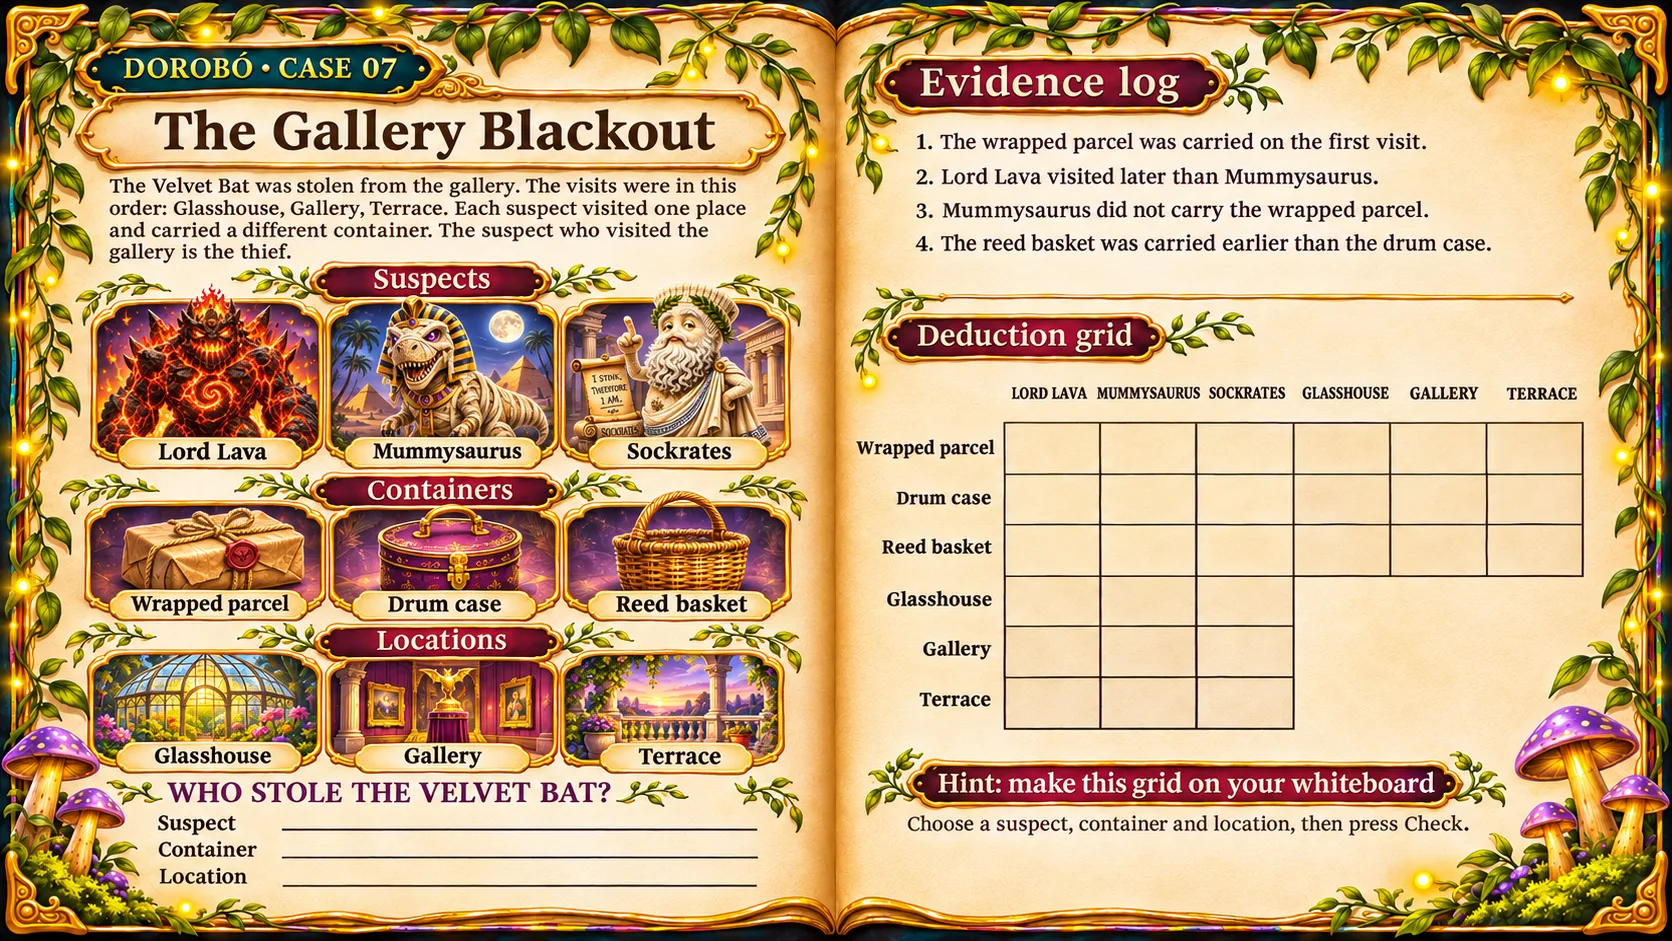 DOROBÓ • CASE 07
The Gallery Blackout
The Velvet Bat was stolen from the gallery. The visits were in this
order: Glasshouse, Gallery, Terrace. Each suspect visited one place
and carried a different container. The suspect who visited the
gallery is the thief.
Suspects
I STINK,
THEREFORE
I AM,
SOCKRATES
Lord Lava
Mummysaurus
Sockrates
Containers
Wrapped parcel
Drum case
Reed basket
Locations
Glasshouse
Gallery
Terrace
WHO STOLE THE VELVET BAT?
Suspect
Container
Location
Evidence log
1. The wrapped parcel was carried on the first visit.
2. Lord Lava visited later than Mummysaurus.
3. Mummysaurus did not carry the wrapped parcel.
4. The reed basket was carried earlier than the drum case.
Deduction grid
LORD LAVA MUMMYSAURUS SOCKRATES GLASSHOUSE GALLERY TERRACE
Wrapped parcel
Drum case
Reed basket
Glasshouse
Gallery
Terrace
Hint: make this grid on your whiteboard
Choose a suspect, container and location, then press Check.